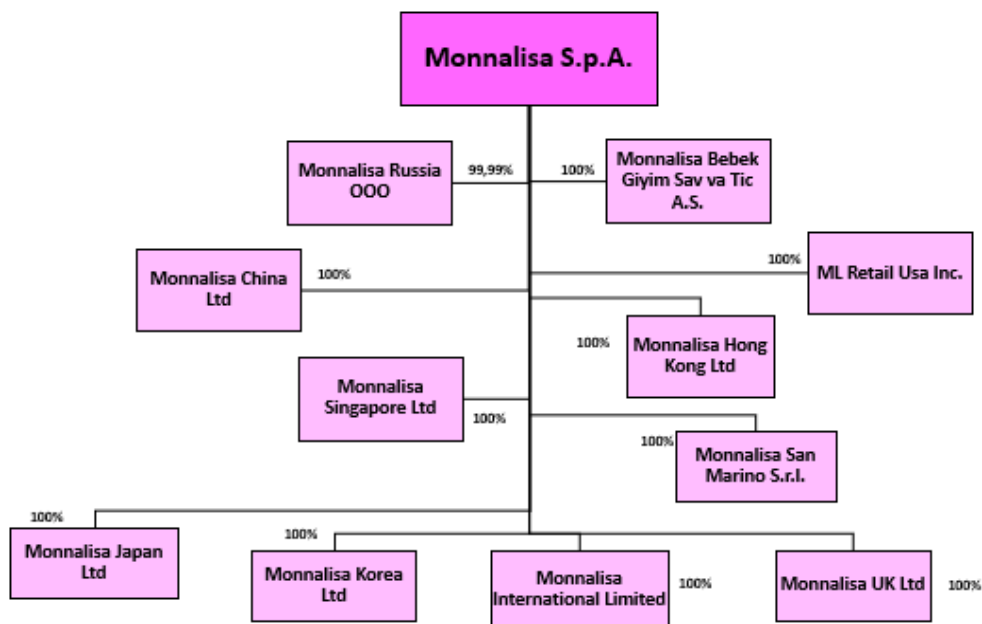 Monnalisa S.p.A.
Monnalisa Russia
OOO
99,99%
100%
Monnalisa Bebek
Giyim Sav va Tic
A.S.
Monnalisa China
Ltd
100%
100%
ML Retail Usa Inc.
100%
Monnalisa Hong
Kong Ltd
Monnalisa
Singapore Ltd
100%
100%
Monnalisa San
Marino S.r.l.
100%
Monnalisa Japan
Ltd
100%
Monnalisa Korea
Ltd
Monnalisa
International Limited
100%
Monnalisa UK Ltd
100%